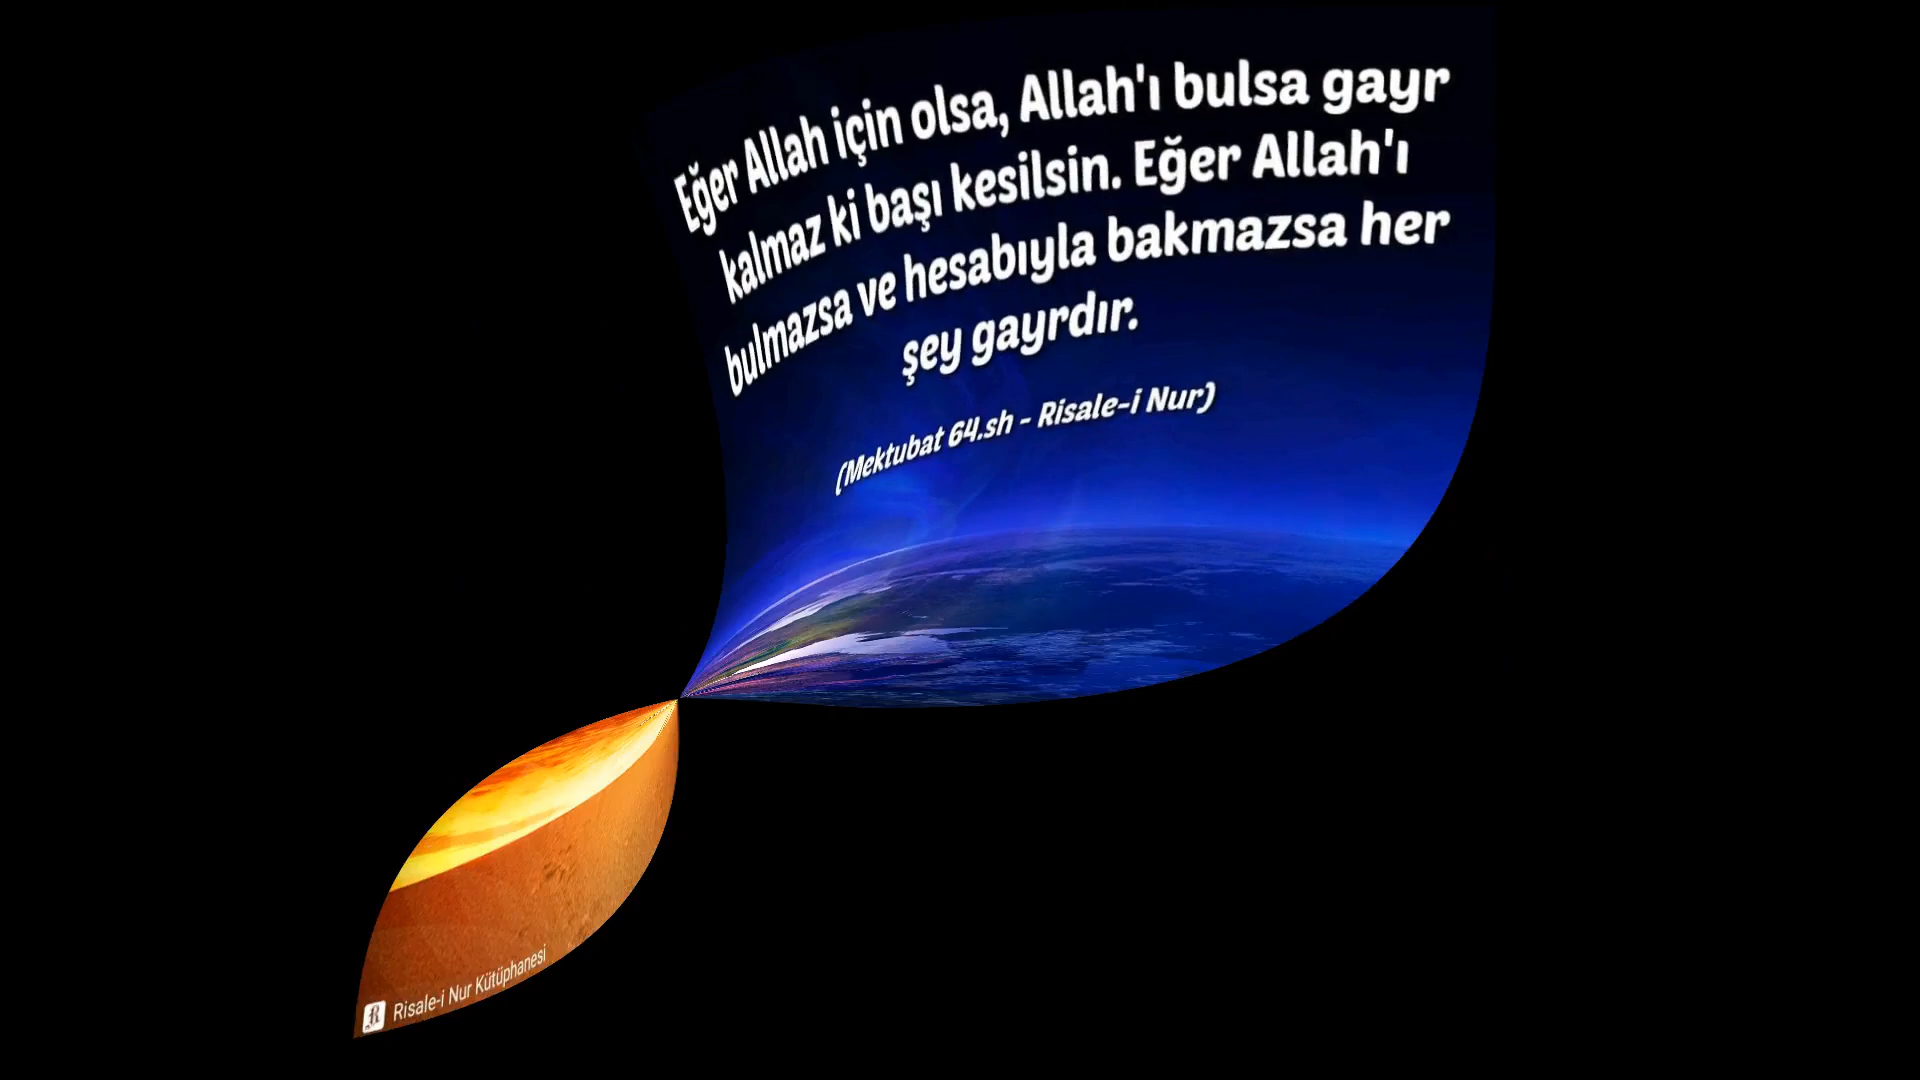 Eğer Allah için olsa, Allah'ı bulsa gayr
kalmaz ki başı kesilsin. Eğer Allah'ı
bulmazsa ve hesabıyla bakmazsa her
şey gayrdır.
(Mektubat 64.sh - Risale-i Nur)
R Risale-i Nur Kütüphanesi